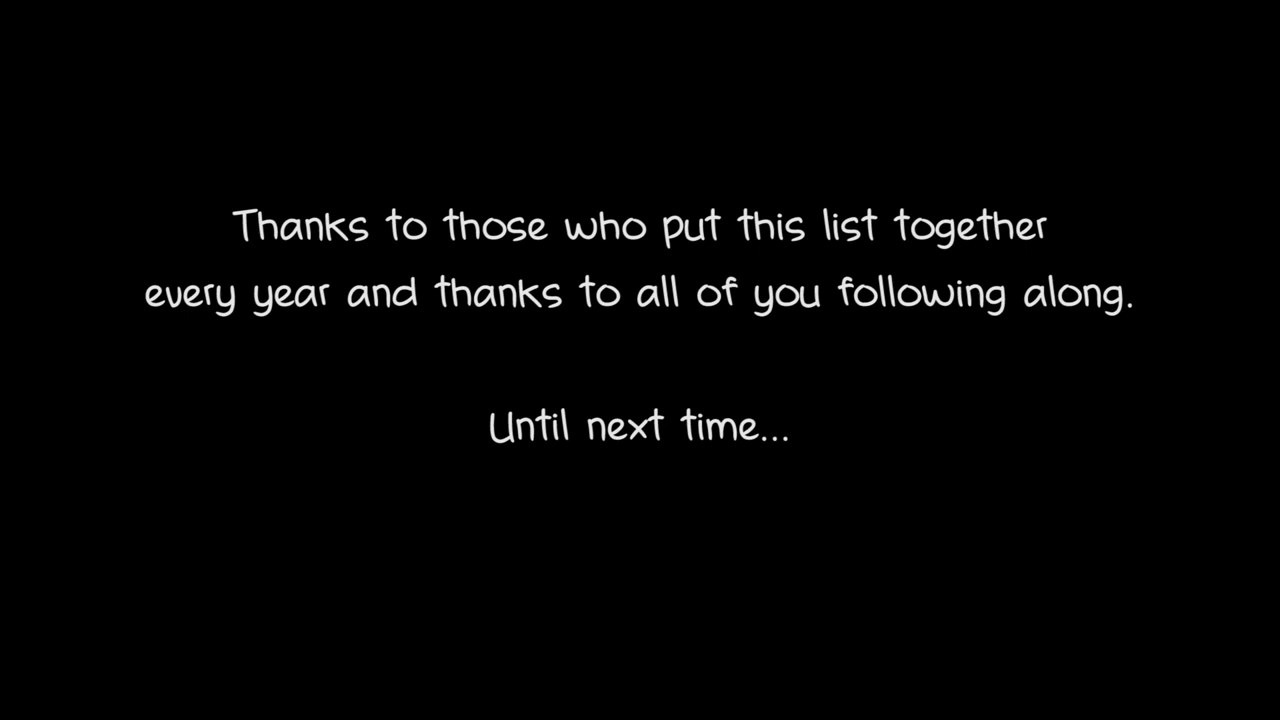 Thanks to those who put this list together
every year and thanks to all of you following along.
Until next time...